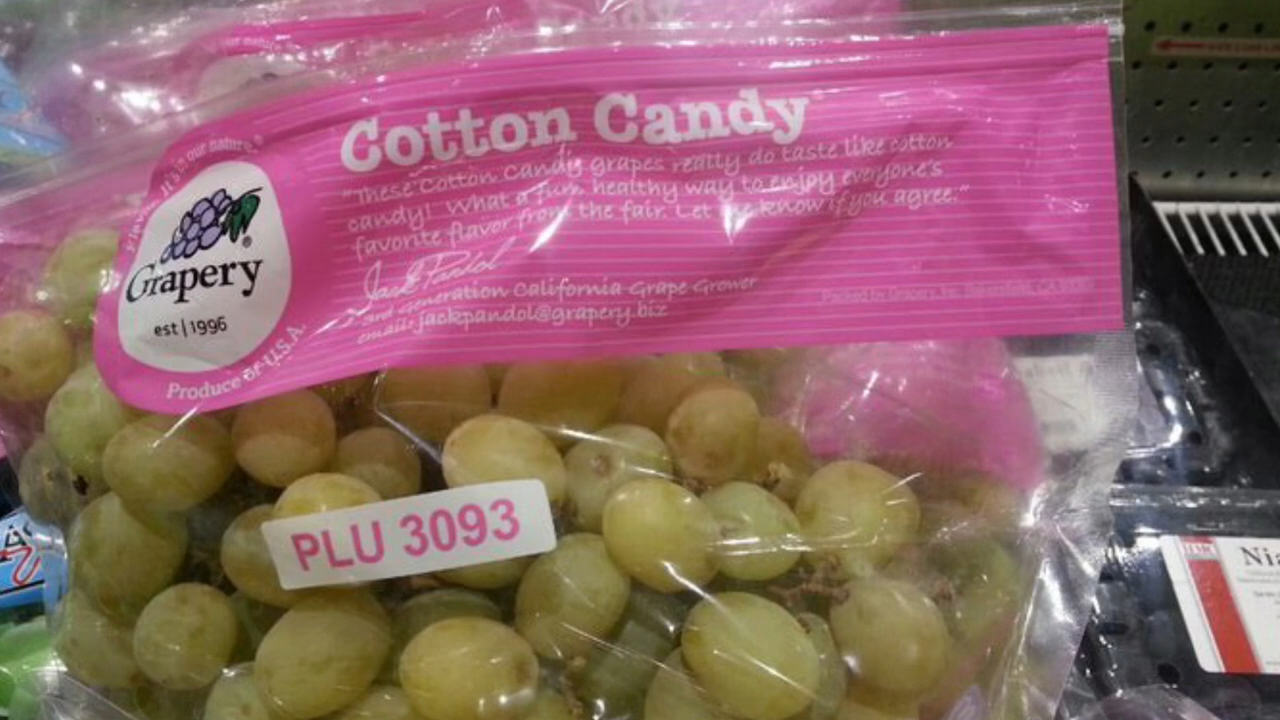 Cotton Candy
"These Cotton Candy grapes really do taste like cotton
candy! What a fun, healthy way to enjoy everyone's
favorite flavor from the fair. Let me know if you agree."
Jack Pandol
3rd Generation California Grape Grower
email: jackpandol@grapery.biz
it's our nature
Grapery
est|1996
Produce of U.S.A.
PLU 3093